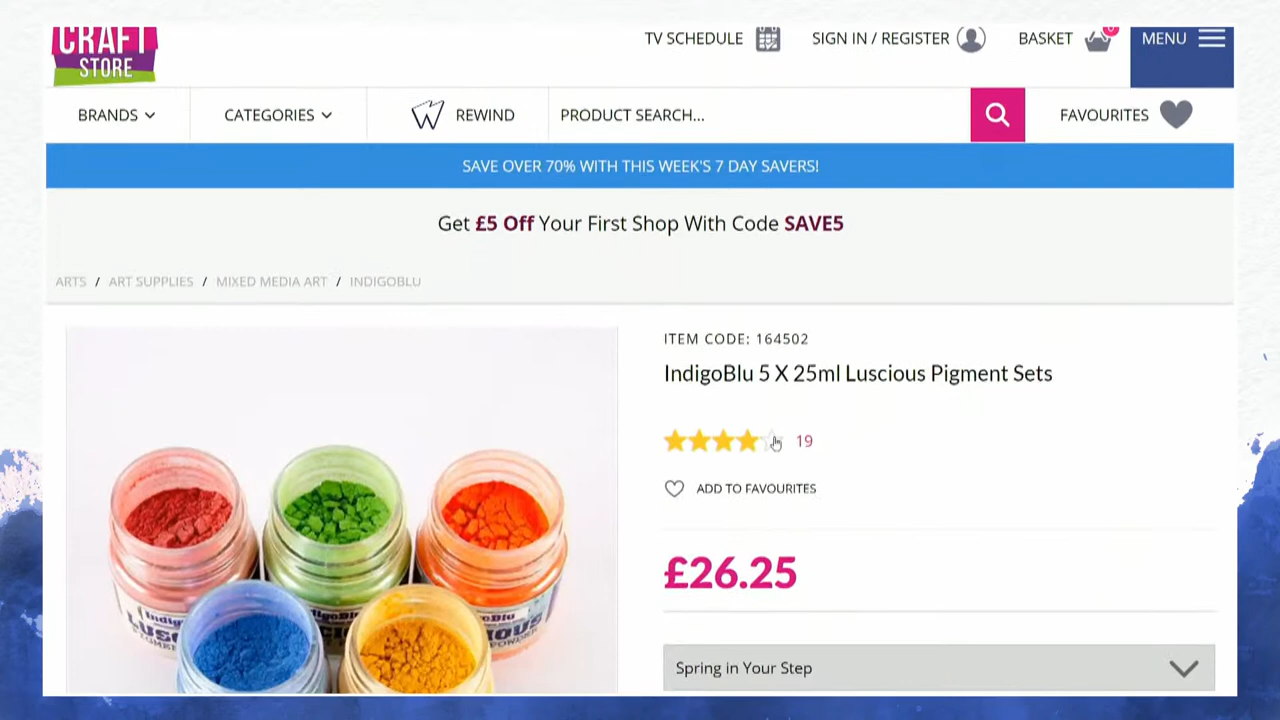 CRAFT
STORE
TV SCHEDULE
SIGN IN / REGISTER
BASKET
MENU
BRANDS
CATEGORIES
REWIND
PRODUCT SEARCH...
FAVOURITES
SAVE OVER 70% WITH THIS WEEK'S 7 DAY SAVERS!
Get £5 Off Your First Shop With Code SAVE5
ARTS / ART SUPPLIES / MIXED MEDIA ART / INDIGOBLU
ITEM CODE: 164502
IndigoBlu 5 X 25ml Luscious Pigment Sets
19
ADD TO FAVOURITES
£26.25
Spring in Your Step